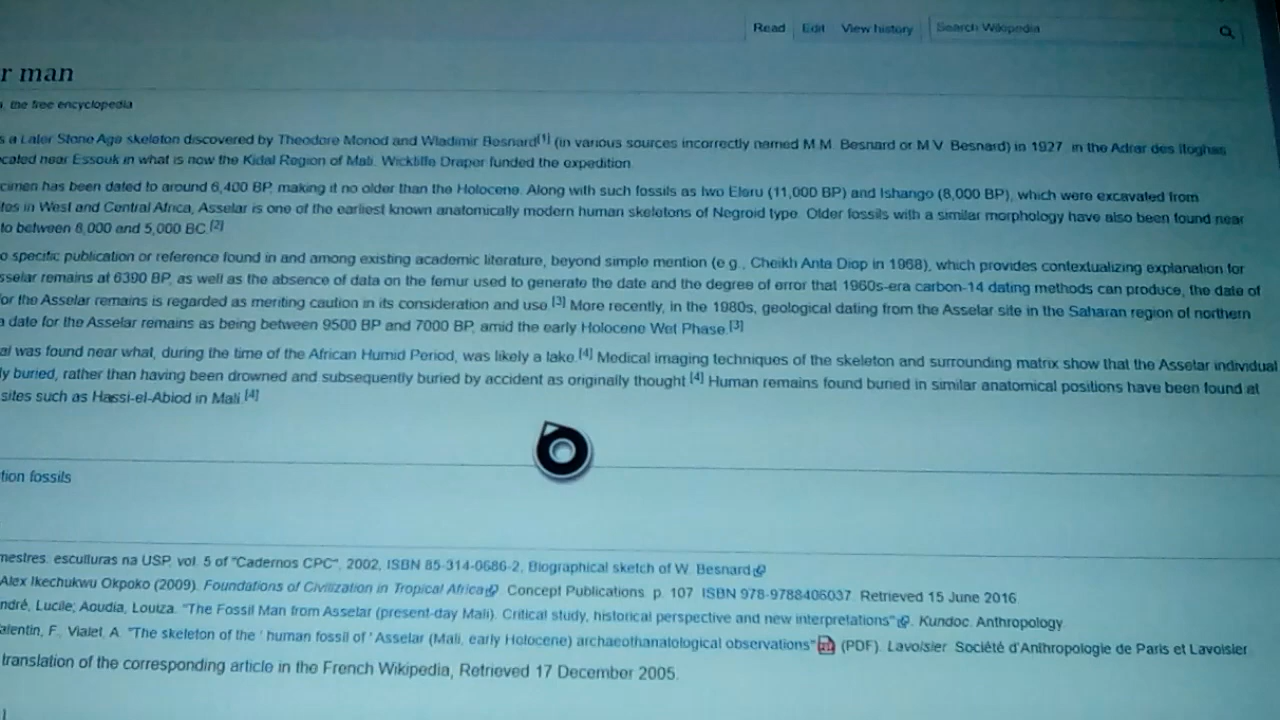 Read Edit View history Search Wikipedia
r man
, the free encyclopedia
s a Later Stone Age skeleton discovered by Theodore Monod and Wladimir Besnard[1] (in various sources incorrectly named M.M. Besnard or M.V. Besnard) in 1927 in the Adrar des Ifoghas
cated near Essouk in what is now the Kidal Region of Mali. Wickliffe Draper funded the expedition.
cimen has been dated to around 6,400 BP, making it no older than the Holocene. Along with such fossils as Iwo Eleru (11,000 BP) and Ishango (8,000 BP), which were excavated from
tes in West and Central Africa, Asselar is one of the earliest known anatomically modern human skeletons of Negroid type. Older fossils with a similar morphology have also been found near
to between 6,000 and 5,000 BC.[2]
o specific publication or reference found in and among existing academic literature, beyond simple mention (e.g., Cheikh Anta Diop in 1968), which provides contextualizing explanation for
sselar remains at 6390 BP, as well as the absence of data on the femur used to generate the date and the degree of error that 1960s-era carbon-14 dating methods can produce, the date of
or the Asselar remains is regarded as meriting caution in its consideration and use.[3] More recently, in the 1980s, geological dating from the Asselar site in the Saharan region of northern
a date for the Asselar remains as being between 9500 BP and 7000 BP, amid the early Holocene Wet Phase.[3]
al was found near what, during the time of the African Humid Period, was likely a lake.[4] Medical imaging techniques of the skeleton and surrounding matrix show that the Asselar individual
ly buried, rather than having been drowned and subsequently buried by accident as originally thought.[4] Human remains found buried in similar anatomical positions have been found at
sites such as Hassi-el-Abiod in Mali.[4]
tion fossils
mestres: esculturas na USP, vol. 5 of "Cadernos CPC", 2002, ISBN 85-314-0686-2, Biographical sketch of W. Besnard
Alex Ikechukwu Okpoko (2009). Foundations of Civilization in Tropical Africa. Concept Publications. p. 107. ISBN 978-9788406037. Retrieved 15 June 2016.
ndré, Lucile; Aoudia, Louiza. "The Fossil Man from Asselar (present-day Mali). Critical study, historical perspective and new interpretations". Kundoc. Anthropology.
alentin, F., Vialet, A. "The skeleton of the ' human fossil of ' Asselar (Mali, early Holocene) archaeothanatological observations" (PDF). Lavoisier. Société d'Anthropologie de Paris et Lavoisier
translation of the corresponding article in the French Wikipedia, Retrieved 17 December 2005.